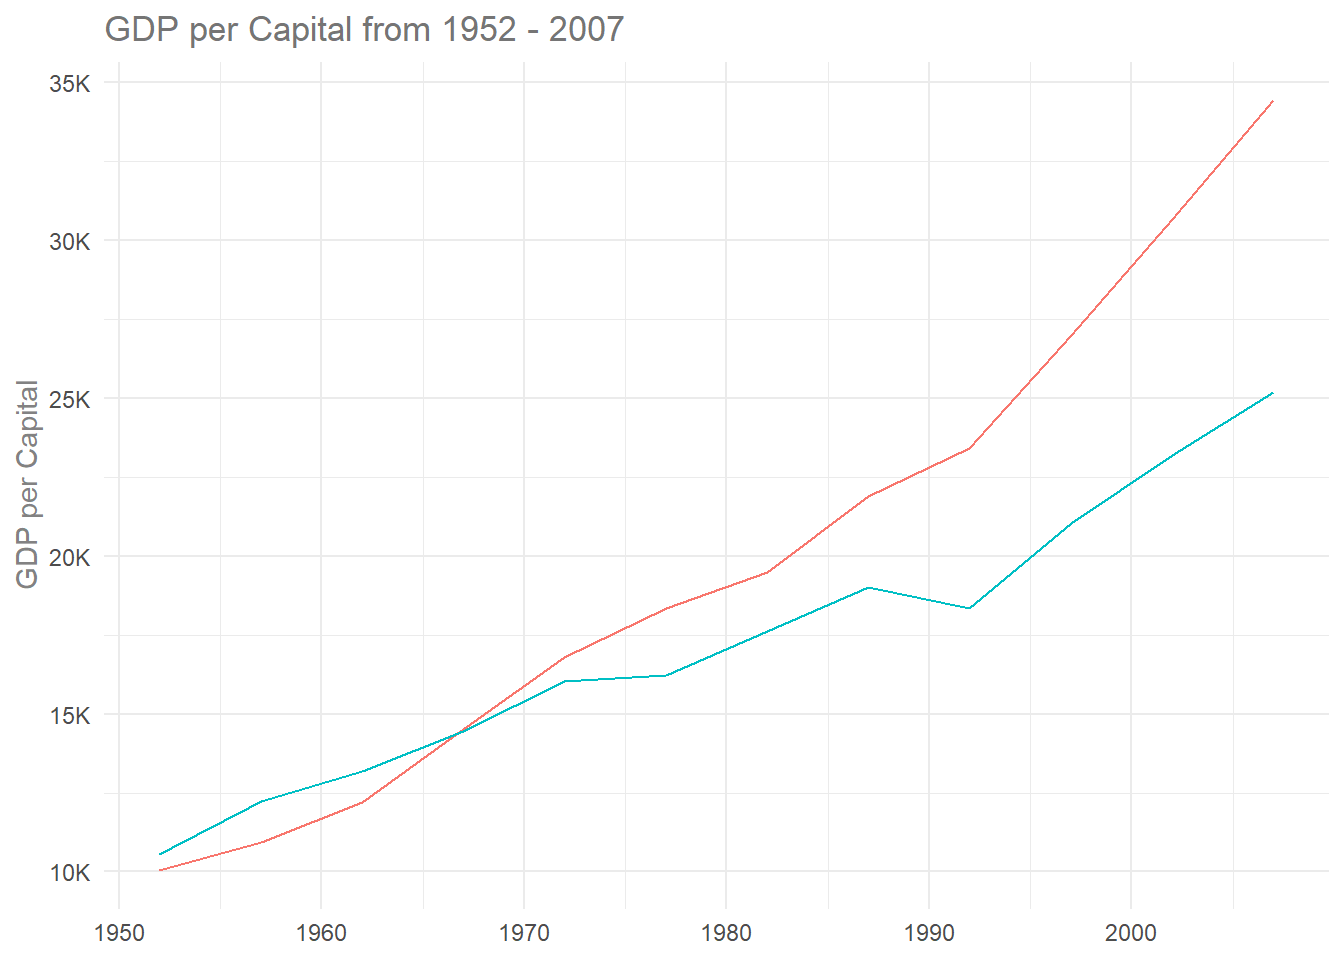 GDP per Capital from 1952 - 2007
35K
30K
25K
20K
15K
10K
GDP per Capital
1950 1960 1970 1980 1990 2000